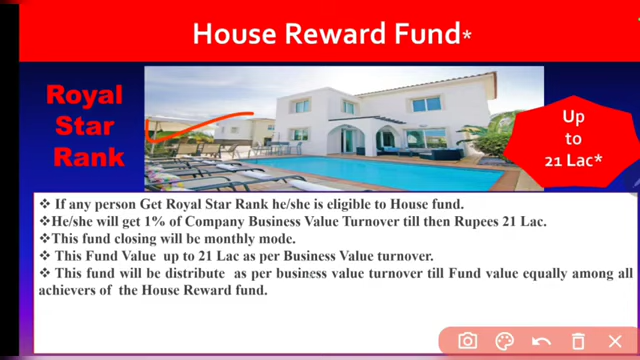 House Reward Fund*
Royal
Star
Rank
Up
to
21 Lac*
❖ If any person Get Royal Star Rank he/she is eligible to House fund.
❖He/she will get 1% of Company Business Value Turnover till then Rupees 21 Lac.
❖This fund closing will be monthly mode.
❖ This Fund Value up to 21 Lac as per Business Value turnover.
❖ This fund will be distribute as per business value turnover till Fund value equally among all
achievers of the House Reward fund.